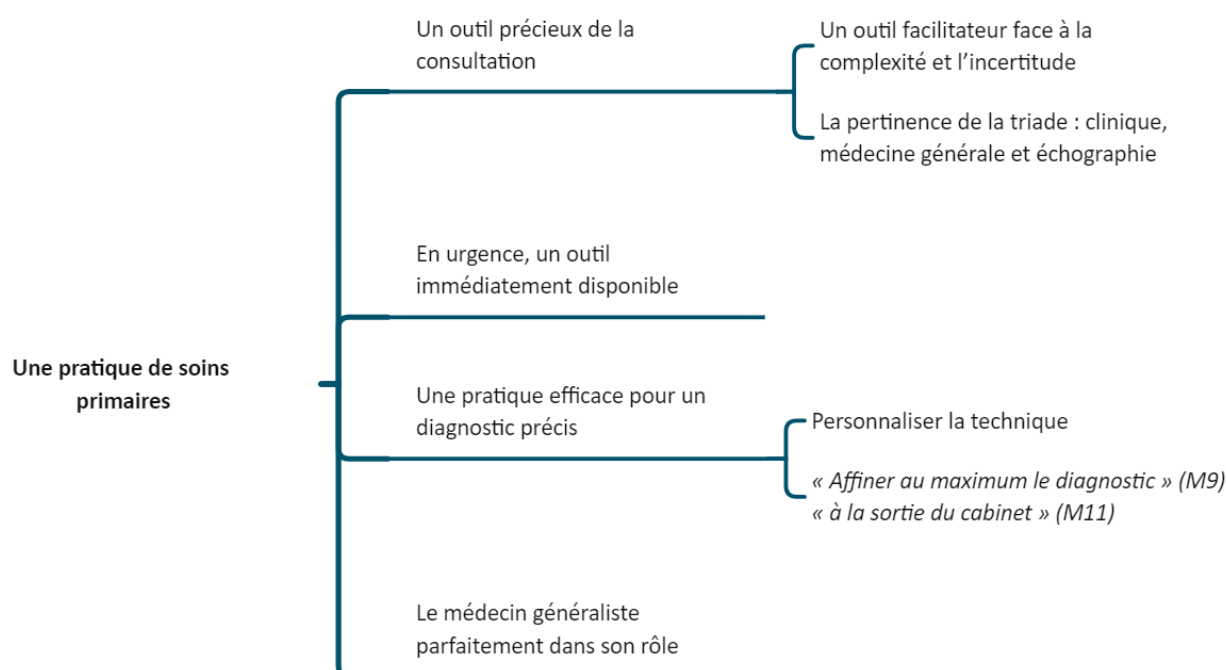 Un outil précieux de la
consultation
Un outil facilitateur face à la
complexité et l’incertitude
La pertinence de la triade : clinique,
médecine générale et échographie
En urgence, un outil
immédiatement disponible
Une pratique de soins
primaires
Une pratique efficace pour un
diagnostic précis
Personnaliser la technique
« Affiner au maximum le diagnostic » (M9)
« à la sortie du cabinet » (M11)
Le médecin généraliste
parfaitement dans son rôle